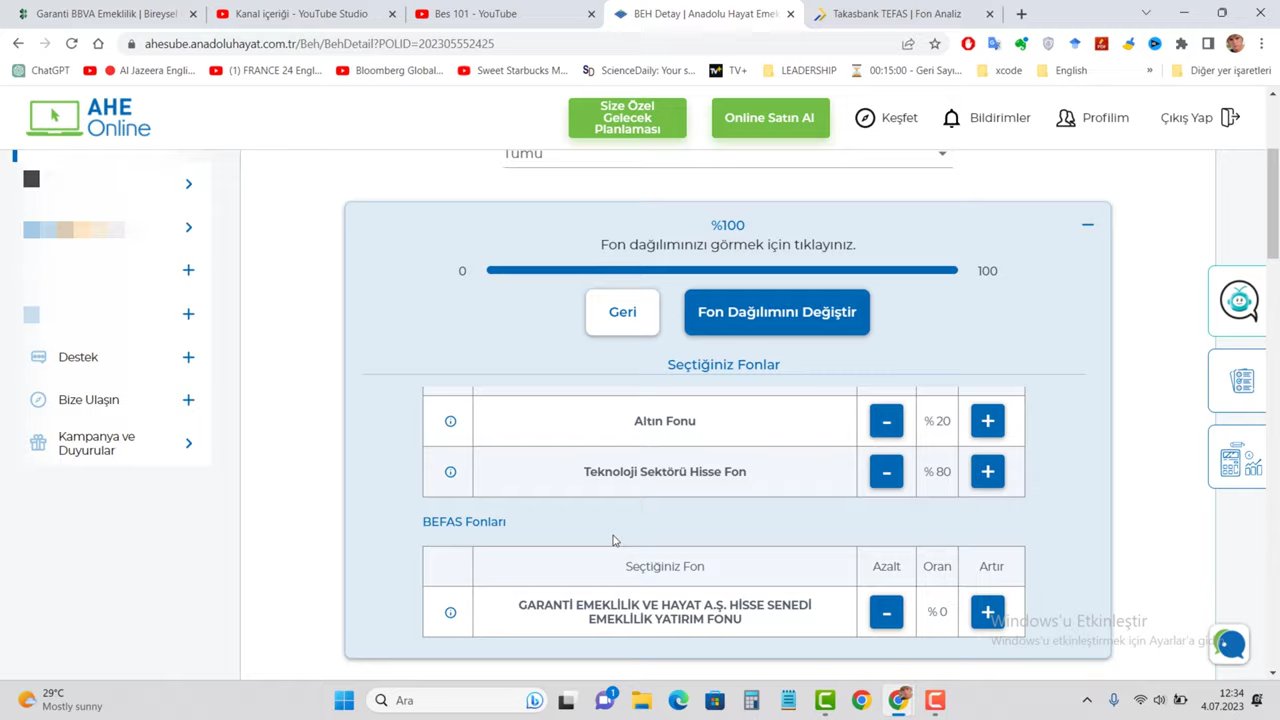 Garanti BBVA Emeklilik | Bireysel
Kanal içeriği - YouTube Studio
Bes 101 - YouTube
BEH Detay | Anadolu Hayat Emek
Takasbank TEFAS | Fon Analiz
ahesube.anadoluhayat.com.tr/Beh/BehDetail?POLID=202305552425
ChatGPT
Al Jazeera Engli...
(1) FRANCE 24 Engl...
Bloomberg Global...
Sweet Starbucks M...
ScienceDaily: Your s...
TV+
LEADERSHIP
00:15:00 - Geri Sayı...
xcode
English
»
Diğer yer işaretleri
AHE
Online
Size Özel
Gelecek
Planlaması
Online Satın Al
Keşfet
Bildirimler
Profilim
Çıkış Yap
Tümü
%100
Fon dağılımınızı görmek için tıklayınız.
0
100
Geri
Fon Dağılımını Değiştir
Seçtiğiniz Fonlar
Altın Fonu - % 20 +
Teknoloji Sektörü Hisse Fon - % 80 +
BEFAS Fonları
Seçtiğiniz Fon Azalt Oran Artır
GARANTİ EMEKLİLİK VE HAYAT A.Ş. HİSSE SENEDİ
EMEKLİLİK YATIRIM FONU - % 0 +
Destek
Bize Ulaşın
Kampanya ve
Duyurular
Windows'u Etkinleştir
Windows'u etkinleştirmek için Ayarlar'a gi
29°C
Mostly sunny
Ara
1
12:34
4.07.2023